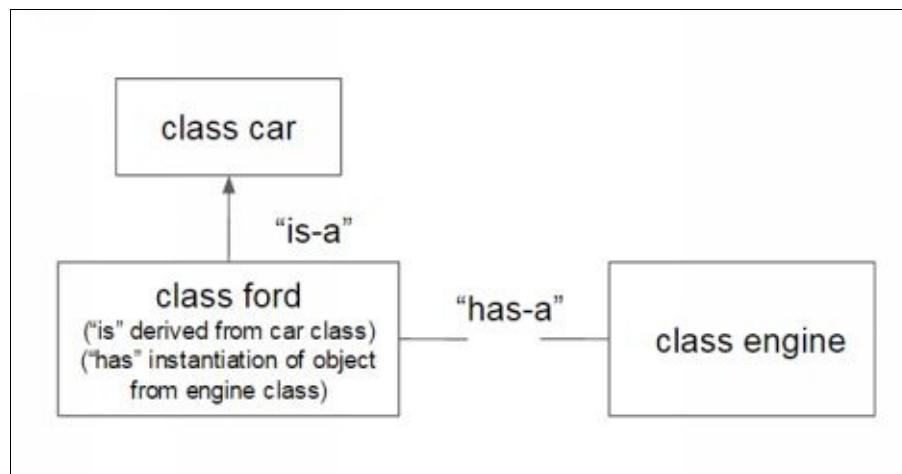 class car
“is-a”
class ford
(“is” derived from car class)
(“has” instantiation of object
from engine class)
“has-a”
class engine